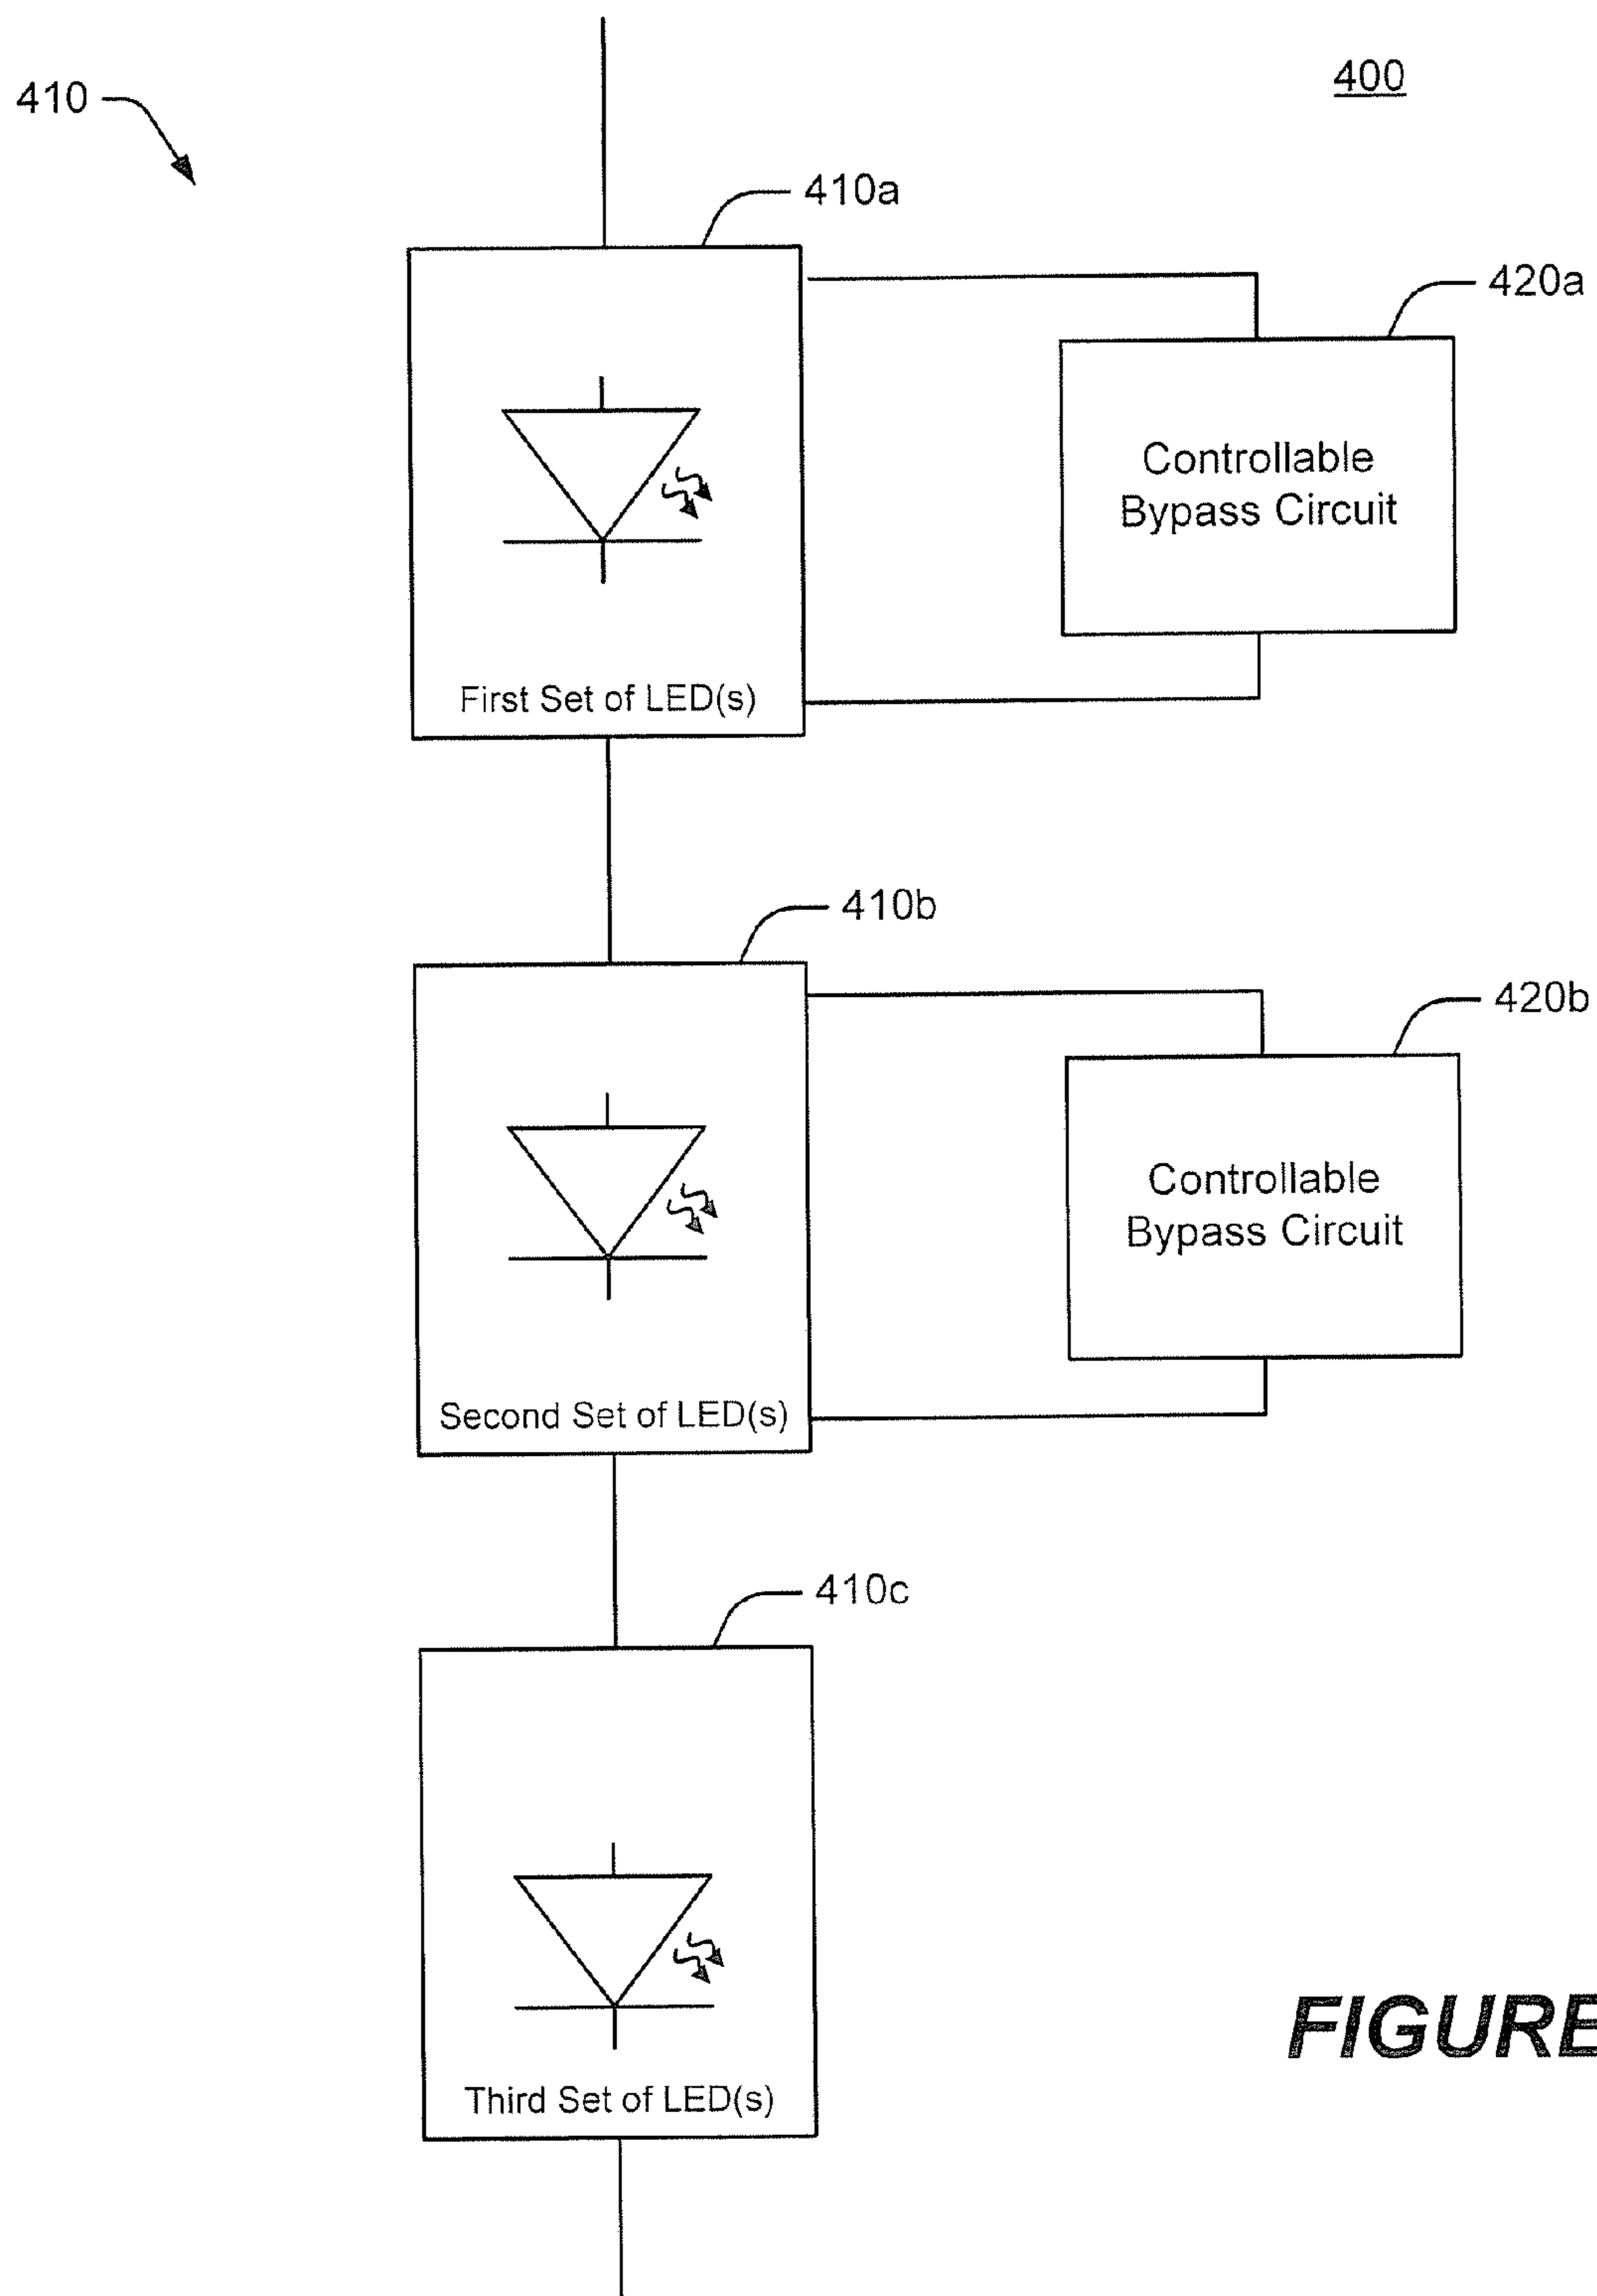 400
410
410a
420a
Controllable
Bypass Circuit
First Set of LED(s)
410b
420b
Controllable
Bypass Circuit
Second Set of LED(s)
410c
FIGURE
Third Set of LED(s)